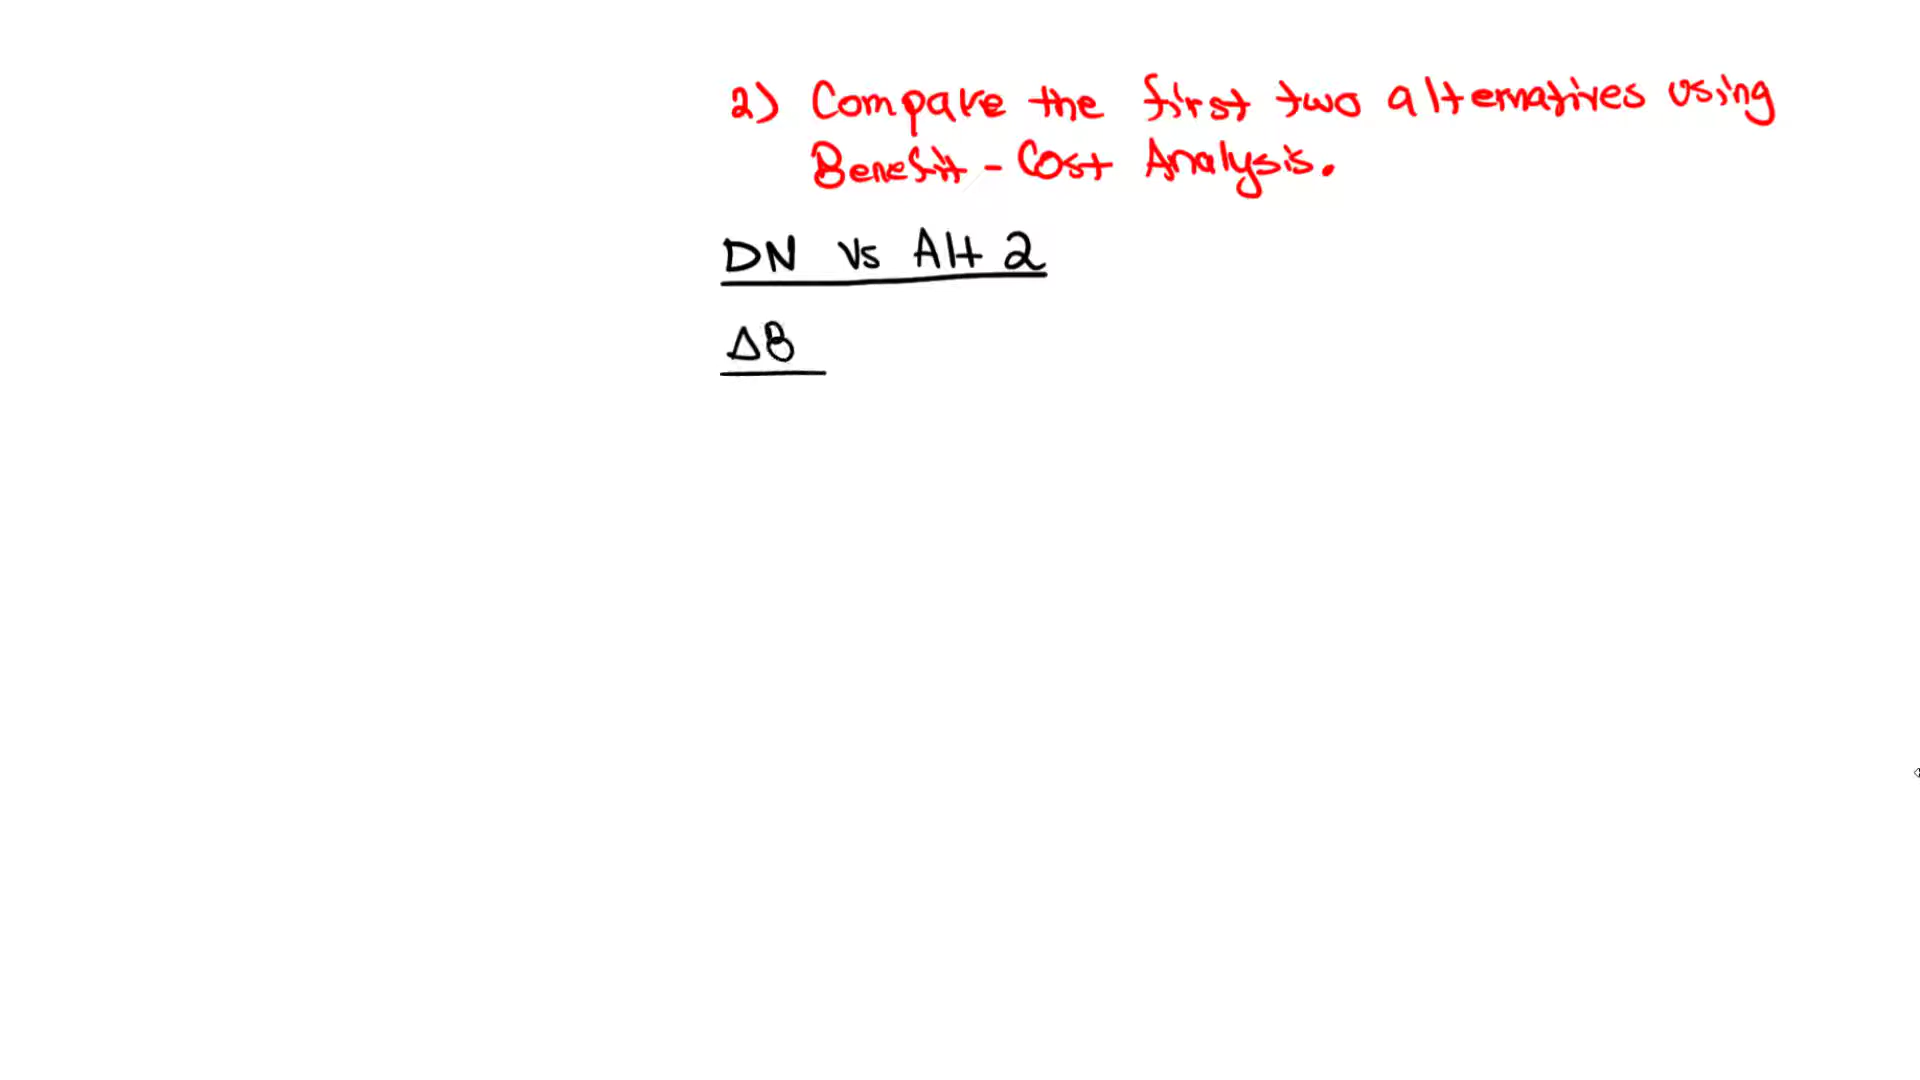 2) Compare the first two alternatives using
Benefit - Cost Analysis.
DN Vs Alt 2
ΔB